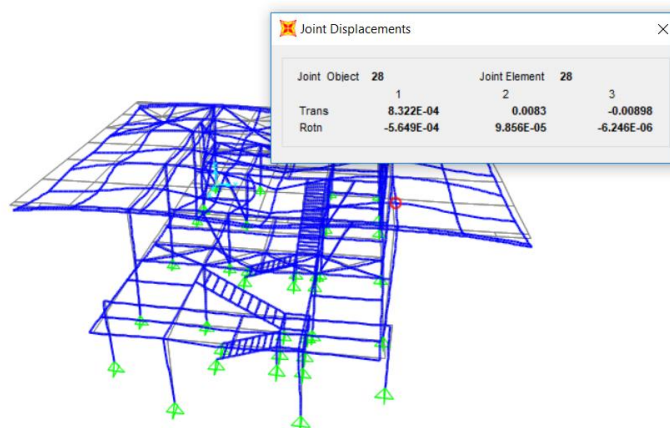 Joint Displacements
Joint Object 28 Joint Element 28
1 2 3
Trans 8.322E-04 0.0083 -0.00898
Rotn -5.649E-04 9.856E-05 -6.246E-06